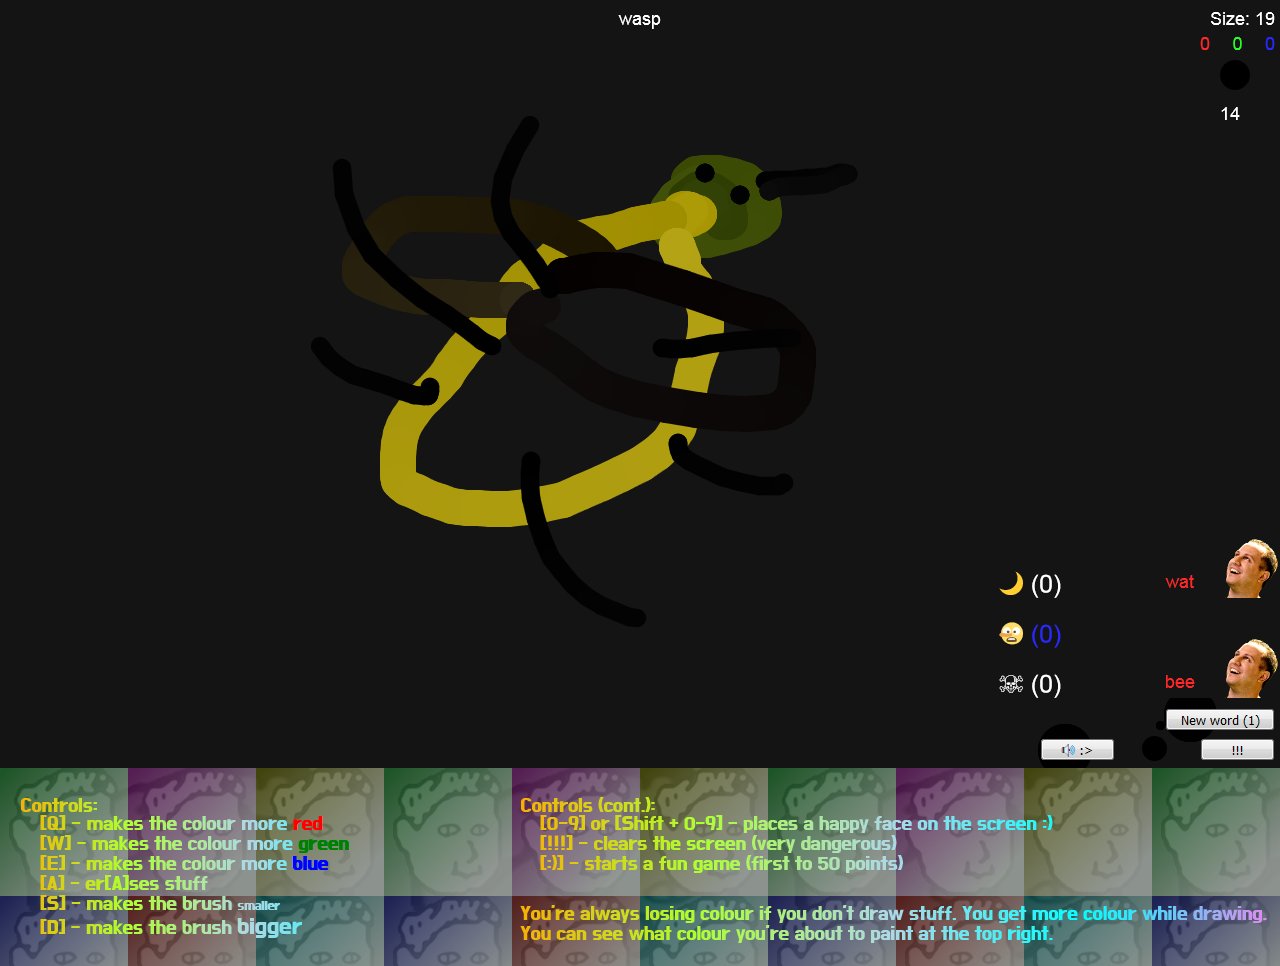 wasp
Size: 19
0 0 0
14
🌙 (0)
wat
😬 (0)
☠ (0)
bee
New word (1)
🔊 :>
!!!
Controls:
[Q] - makes the colour more red
[W] - makes the colour more green
[E] - makes the colour more blue
[A] - er[A]ses stuff
[S] - makes the brush smaller
[D] - makes the brush bigger
Controls (cont.):
[0-9] or [Shift + 0-9] - places a happy face on the screen :)
[!!!] - clears the screen (very dangerous)
[:)] - starts a fun game (first to 50 points)
You're always losing colour if you don't draw stuff. You get more colour while drawing.
You can see what colour you're about to paint at the top right.